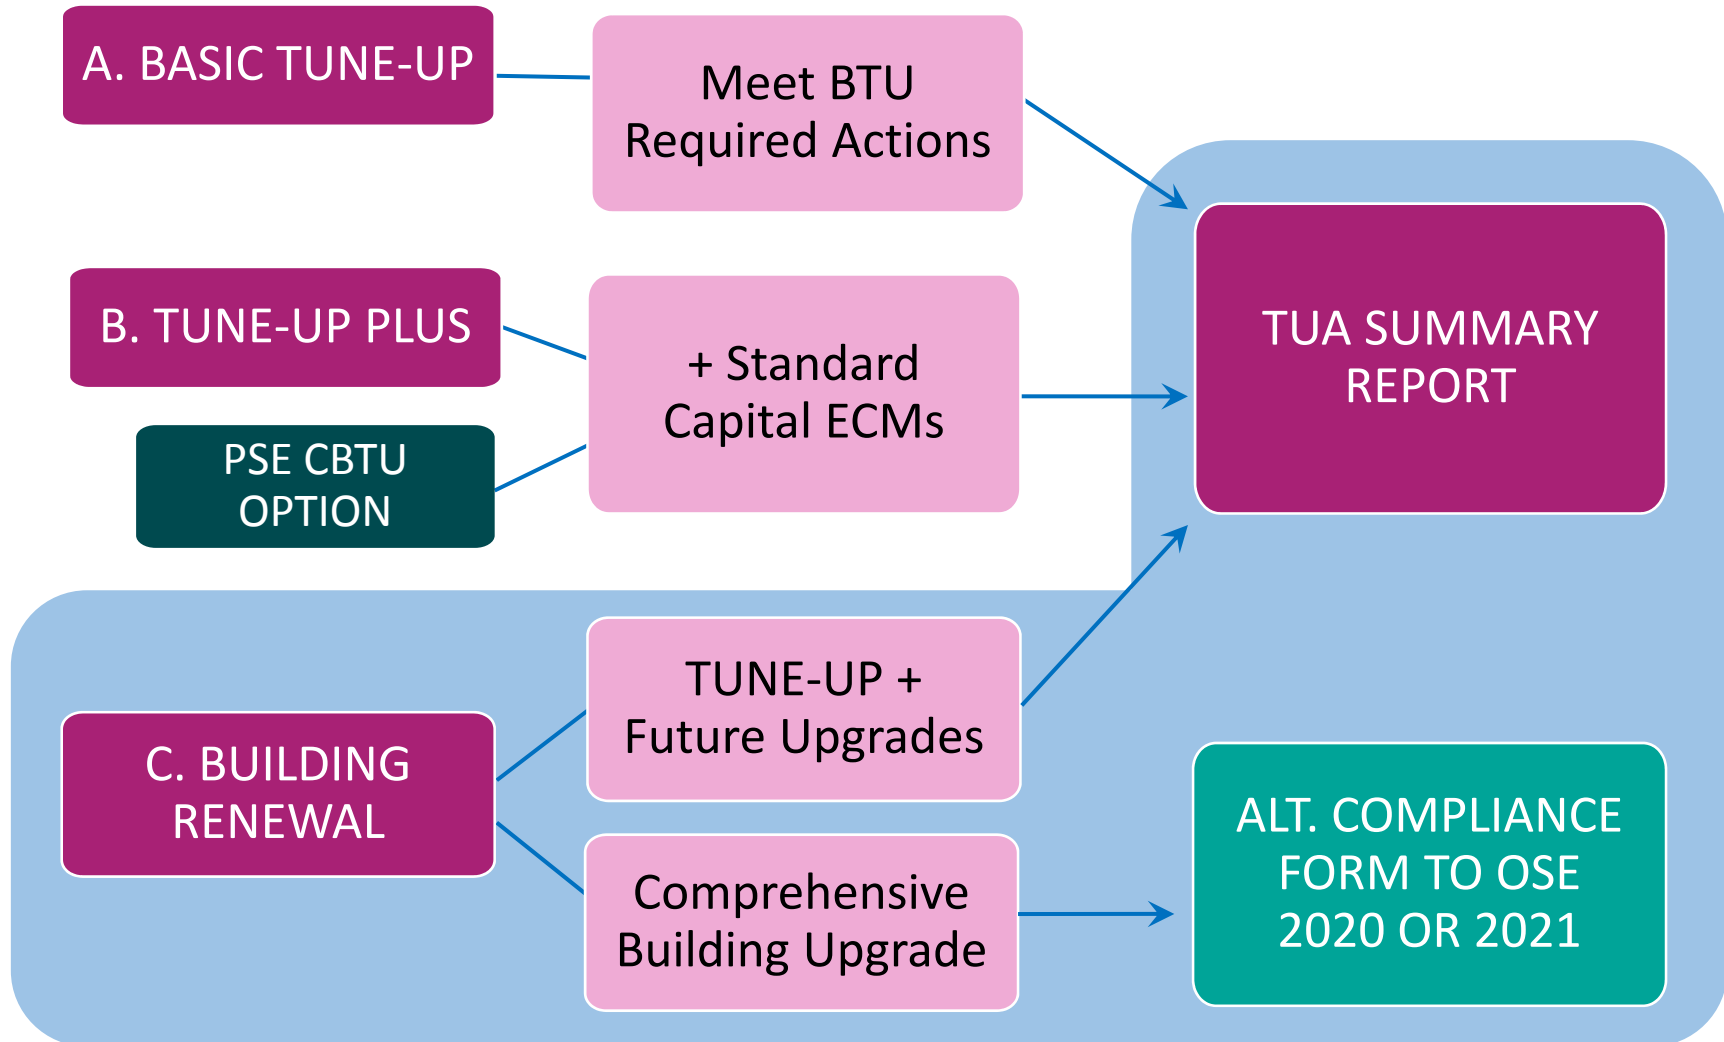 A. BASIC TUNE-UP
Meet BTU
Required Actions
B. TUNE-UP PLUS
PSE CBTU
OPTION
+ Standard
Capital ECMs
TUA SUMMARY
REPORT
C. BUILDING
RENEWAL
TUNE-UP +
Future Upgrades
Comprehensive
Building Upgrade
ALT. COMPLIANCE
FORM TO OSE
2020 OR 2021